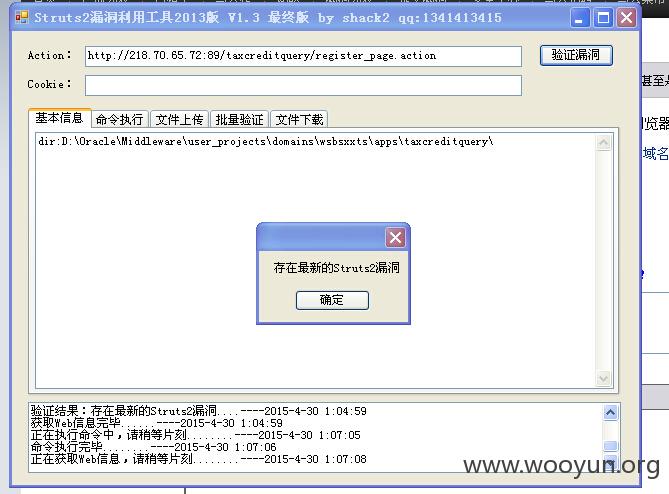 Struts2漏洞利用工具2013版 V1.3 最终版 by shack2 qq:1341413415
Action: http://218.70.65.72:89/taxcreditquery/register_page.action 验证漏洞
Cookie:
基本信息 命令执行 文件上传 批量验证 文件下载
dir:D:\Oracle\Middleware\user_projects\domains\wsbsxxts\apps\taxcreditquery\
存在最新的Struts2漏洞
确定
验证结果：存在最新的Struts2漏洞....----2015-4-30 1:04:59
获取Web信息完毕......----2015-4-30 1:04:59
正在执行命令中，请稍等片刻........----2015-4-30 1:07:05
命令执行完毕........----2015-4-30 1:07:06
正在获取Web信息，请稍等片刻........----2015-4-30 1:07:08
甚至是
览器
域名
www.wooyun.org